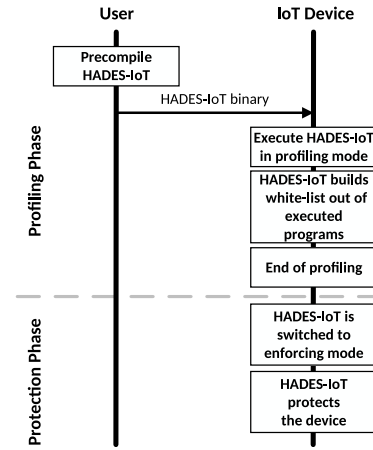 User
IoT Device
Precompile
HADES-IoT
HADES-IoT binary
Profiling Phase
Execute HADES-IoT
in profiling mode
HADES-IoT builds
white-list out of
executed
programs
End of profiling
Protection Phase
HADES-IoT is
switched to
enforcing mode
HADES-IoT
protects
the device